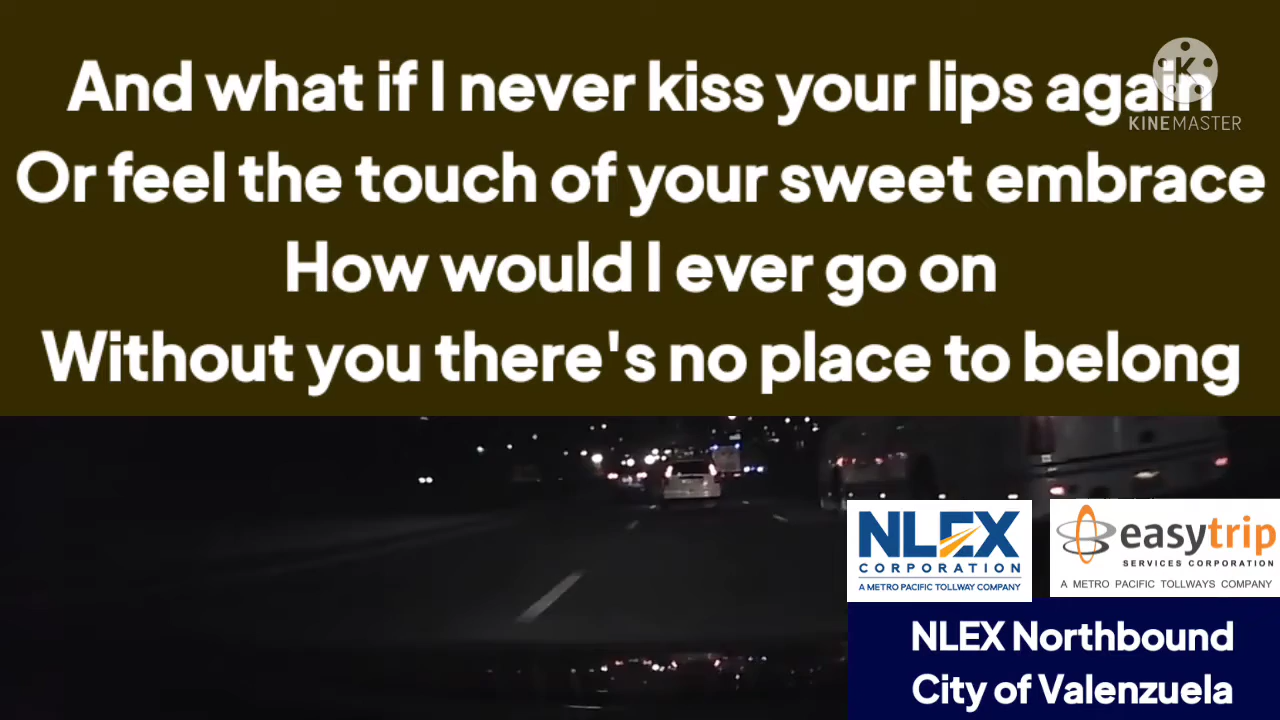 And what if I never kiss your lips again
KINEMASTER
Or feel the touch of your sweet embrace
How would I ever go on
Without you there's no place to belong
NLEX
CORPORATION
A METRO PACIFIC TOLLWAY COMPANY
easytrip
SERVICES CORPORATION
A METRO PACIFIC TOLLWAYS COMPANY
NLEX Northbound
City of Valenzuela